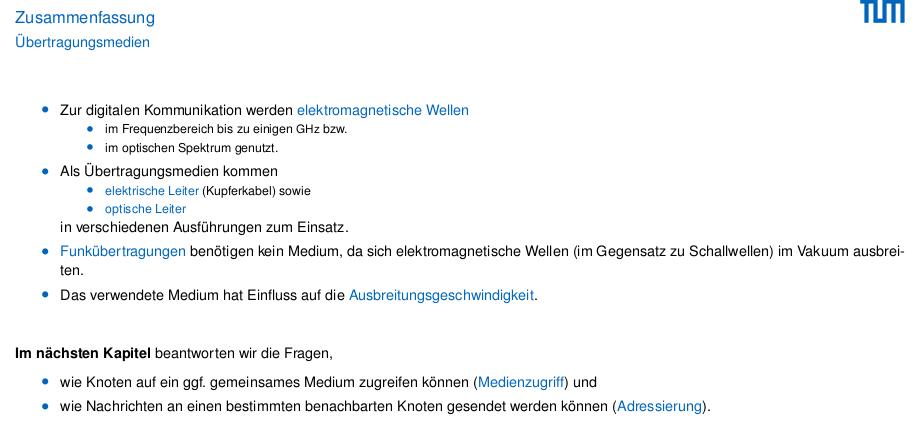 Zusammenfassung
TUM
Übertragungsmedien
• Zur digitalen Kommunikation werden elektromagnetische Wellen
• im Frequenzbereich bis zu einigen GHz bzw.
• im optischen Spektrum genutzt.
• Als Übertragungsmedien kommen
• elektrische Leiter (Kupferkabel) sowie
• optische Leiter
in verschiedenen Ausführungen zum Einsatz.
• Funkübertragungen benötigen kein Medium, da sich elektromagnetische Wellen (im Gegensatz zu Schallwellen) im Vakuum ausbrei-
ten.
• Das verwendete Medium hat Einfluss auf die Ausbreitungsgeschwindigkeit.
Im nächsten Kapitel beantworten wir die Fragen,
• wie Knoten auf ein ggf. gemeinsames Medium zugreifen können (Medienzugriff) und
• wie Nachrichten an einen bestimmten benachbarten Knoten gesendet werden können (Adressierung).